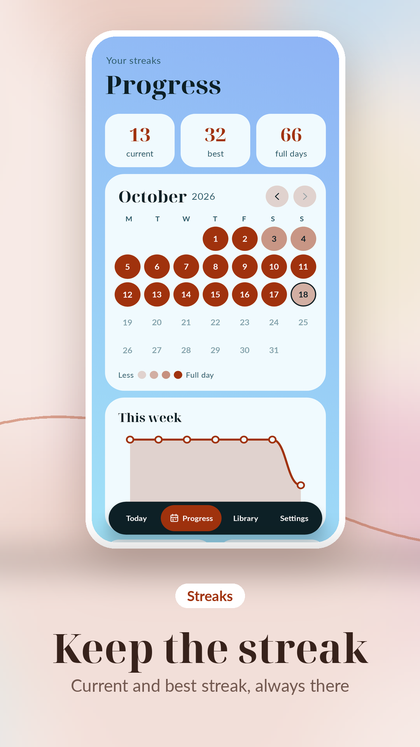 Your streaks
Progress
13 32 66
current best full days
October 2026
M T W T F S S
1 2 3 4
5 6 7 8 9 10 11
12 13 14 15 16 17 18
19 20 21 22 23 24 25
26 27 28 29 30 31
Less Full day
This week
Today Progress Library Settings
Streaks
Keep the streak
Current and best streak, always there